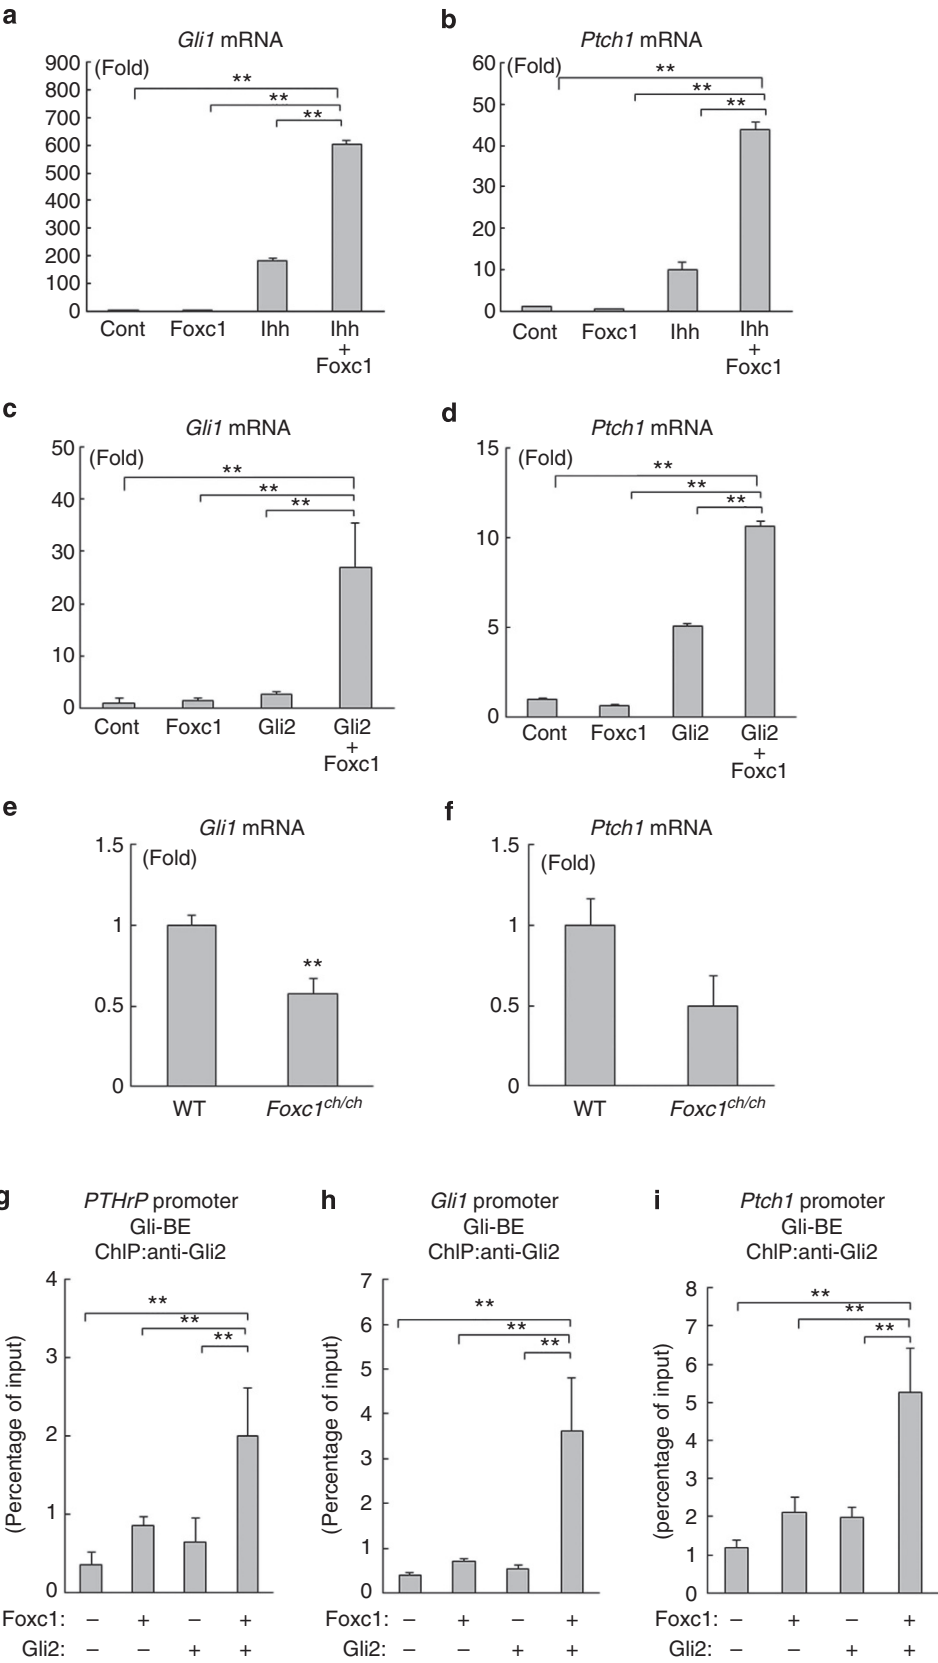 a
Gli1 mRNA
(Fold)
900
800
700
600
500
400
300
200
100
0
**
**
**
Cont Foxc1 Ihh Ihh
+
Foxc1
b
Ptch1 mRNA
(Fold)
60
50
40
30
20
10
0
**
**
**
Cont Foxc1 Ihh Ihh
+
Foxc1
c
Gli1 mRNA
(Fold)
50
40
30
20
10
0
**
**
**
Cont Foxc1 Gli2 Gli2
+
Foxc1
d
Ptch1 mRNA
(Fold)
15
10
5
0
**
**
**
Cont Foxc1 Gli2 Gli2
+
Foxc1
e
Gli1 mRNA
(Fold)
1.5
1
0.5
0
**
WT Foxc1ch/ch
f
Ptch1 mRNA
(Fold)
1.5
1
0.5
0
WT Foxc1ch/ch
g
PTHrP promoter
Gli-BE
ChIP:anti-Gli2
(Percentage of input)
4
3
2
1
0
**
**
**
Foxc1: – + – +
Gli2: – – + +
h
Gli1 promoter
Gli-BE
ChIP:anti-Gli2
(Percentage of input)
7
6
5
4
3
2
1
0
**
**
**
Foxc1: – + – +
Gli2: – – + +
i
Ptch1 promoter
Gli-BE
ChIP:anti-Gli2
(percentage of input)
8
7
6
5
4
3
2
1
0
**
**
**
Foxc1: – + – +
Gli2: – – + +